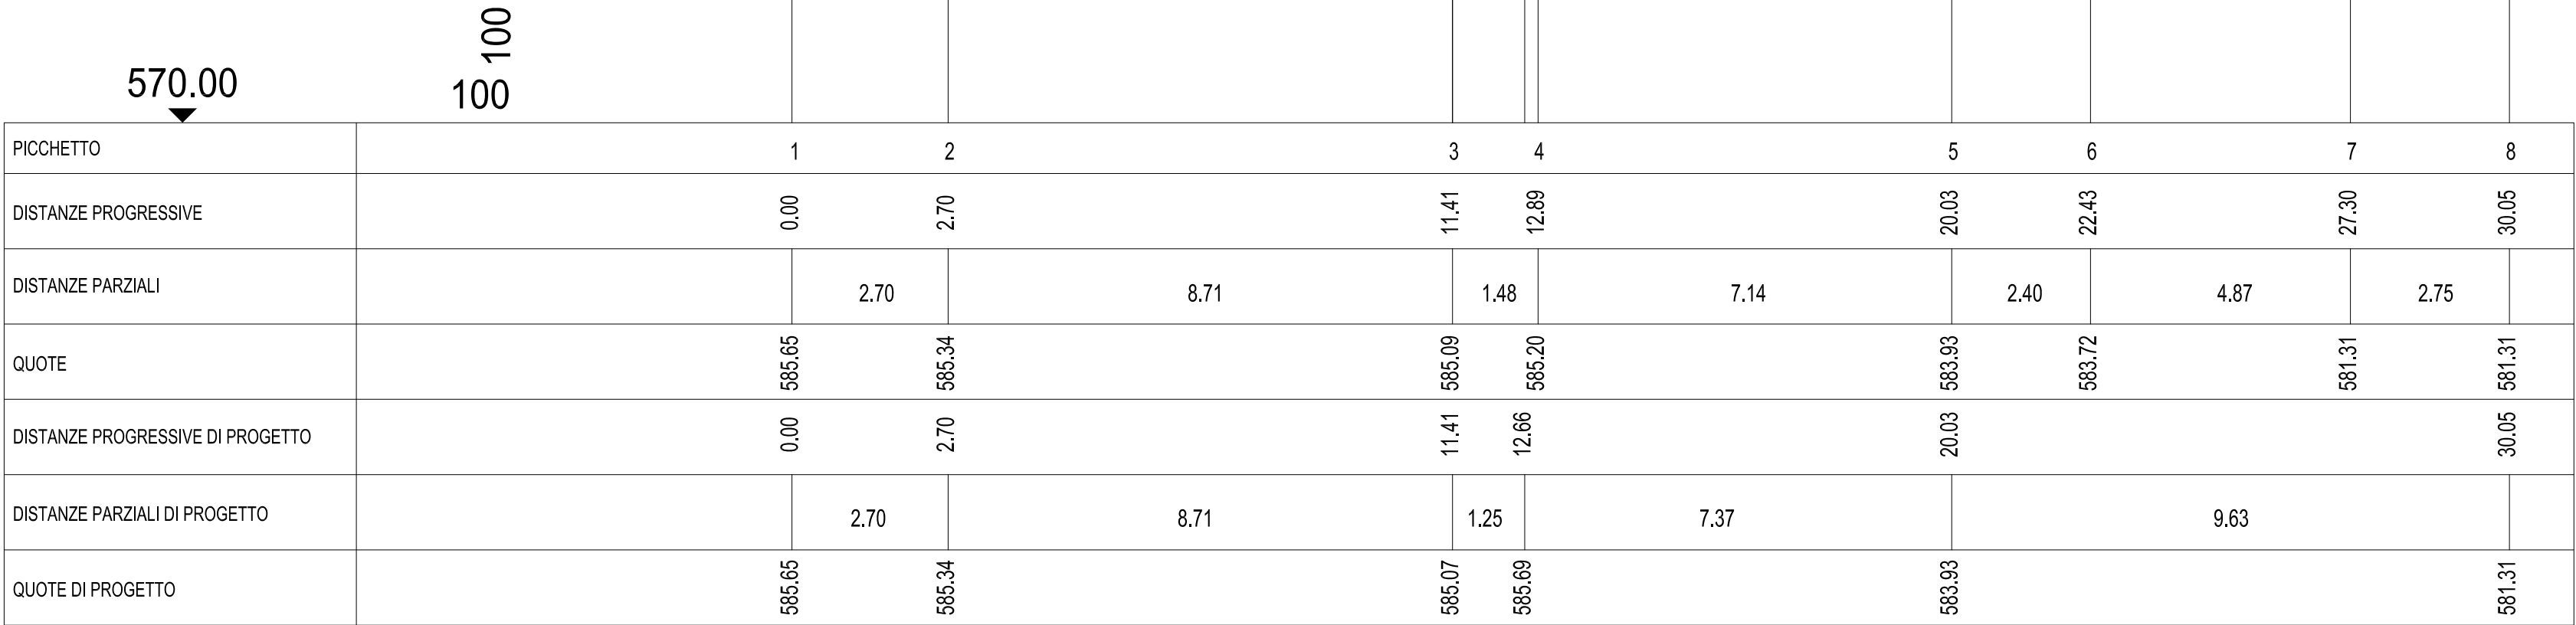 100
570.00
100
PICCHETTO 1 2 3 4 5 6 7 8
DISTANZE PROGRESSIVE 0.00 2.70 11.41 12.89 20.03 22.43 27.30 30.05
DISTANZE PARZIALI 2.70 8.71 1.48 7.14 2.40 4.87 2.75
QUOTE 585.65 585.34 585.09 585.20 583.93 583.72 581.31 581.31
DISTANZE PROGRESSIVE DI PROGETTO 0.00 2.70 11.41 12.66 20.03 30.05
DISTANZE PARZIALI DI PROGETTO 2.70 8.71 1.25 7.37 9.63
QUOTE DI PROGETTO 585.65 585.34 585.07 585.69 583.93 581.31